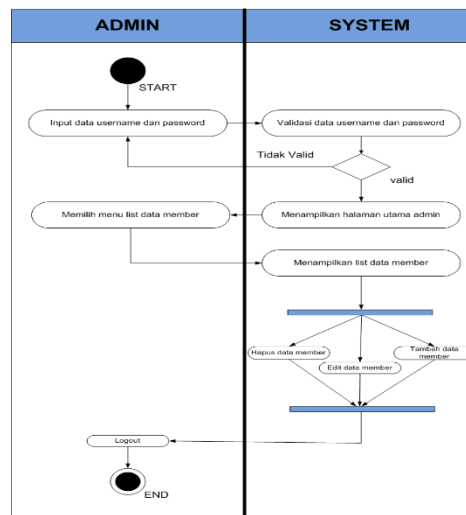 ADMIN
SYSTEM
START
Input data username dan password
Validasi data username dan password
Tidak Valid
valid
Memilih menu list data member
Menampilkan halaman utama admin
Menampilkan list data member
Hapus data member
Edit data member
Tambah data
member
Logout
END